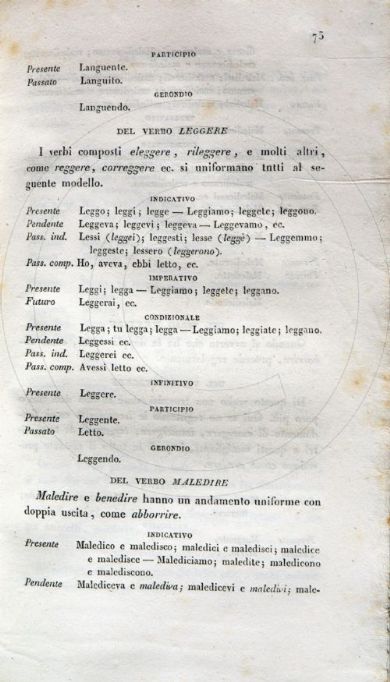 75
PARTICIPIO
Presente Languente.
Passato Languito.
GERONDIO
Languendo.
DEL VERBO LEGGERE
I verbi composti eleggere, rileggere, e molti altri,
come reggere, correggere ec. si uniformano tutti al se-
guente modello.
INDICATIVO
Presente Leggo; leggi; legge — Leggiamo; leggete; leggono.
Pendente Leggeva; leggevi; leggeva — Leggevamo, ec.
Pass. ind. Lessi (leggei); leggesti; lesse (leggè) — Leggemmo;
leggeste; lessero (leggerono).
Pass. comp. Ho, aveva, ebbi letto, ec.
IMPERATIVO
Presente Leggi; legga — Leggiamo; leggete; leggano.
Futuro Leggerai, ec.
CONDIZIONALE
Presente Legga; tu legga; legga — Leggiamo; leggiate; leggano.
Pendente Leggessi ec.
Pass. ind. Leggerei ec.
Pass. comp. Avessi letto ec.
INFINITIVO
Presente Leggere.
PARTICIPIO
Presente Leggente.
Passato Letto.
GERONDIO
Leggendo.
DEL VERBO MALEDIRE
Maledire e benedire hanno un andamento uniforme con
doppia uscita, come abborrire.
INDICATIVO
Presente Maledico e maledisco; maledici e maledisci; maledice
e maledisce — Malediciamo; maledite; maledicono
e malediscono.
Pendente Malediceva e malediva; maledicevi e maledivi; male-